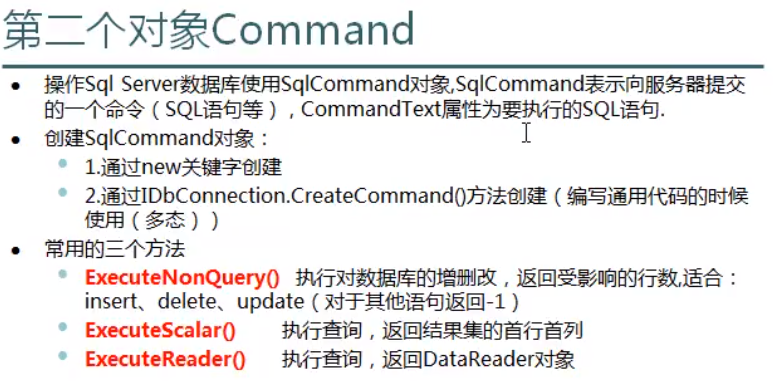 第二个对象Command
操作Sql Server数据库使用SqlCommand对象,SqlCommand表示向服务器提交
的一个命令（SQL语句等）,CommandText属性为要执行的SQL语句.
创建SqlCommand对象：
1.通过new关键字创建
2.通过IDbConnection.CreateCommand()方法创建（编写通用代码的时候
使用（多态））
常用的三个方法
ExecuteNonQuery() 执行对数据库的增删改，返回受影响的行数,适合：
insert、delete、update（对于其他语句返回-1）
ExecuteScalar() 执行查询，返回结果集的首行首列
ExecuteReader() 执行查询，返回DataReader对象